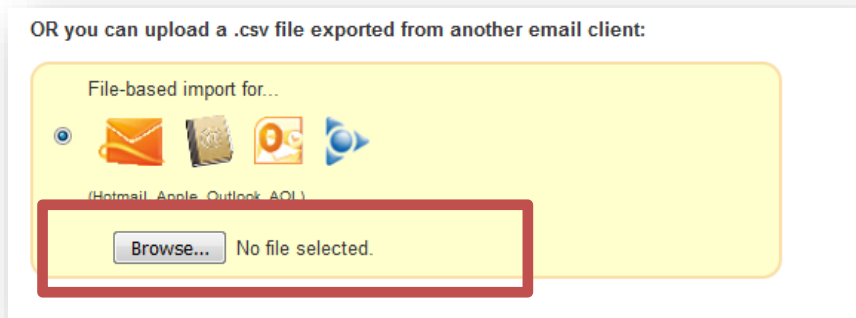 OR you can upload a .csv file exported from another email client:
File-based import for...
(Hotmail, Apple, Outlook, AOL)
Browse... No file selected.